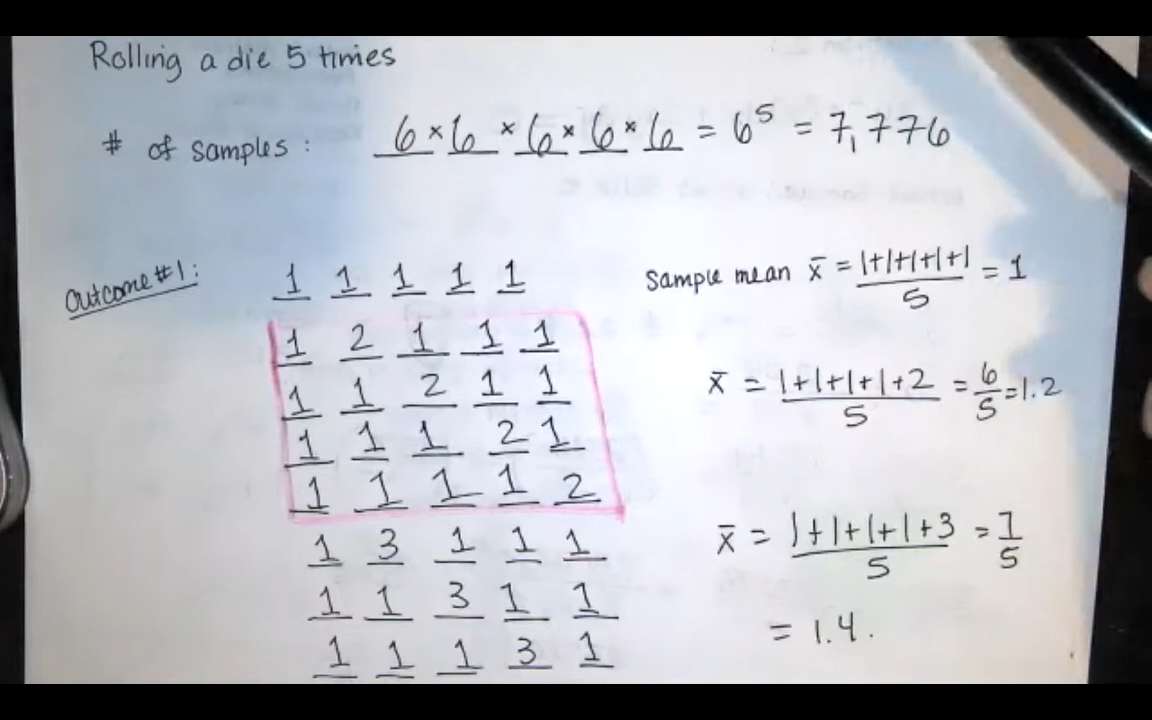 Rolling a die 5 times
# of samples : 6 × 6 × 6 × 6 × 6 = 6⁵ = 7,776
Outcome #1: 1 1 1 1 1 Sample mean x̄ = 1+1+1+1+1 / 5 = 1
1 2 1 1 1
1 1 2 1 1 x̄ = 1+1+1+1+2 / 5 = 6/5 = 1.2
1 1 1 2 1
1 1 1 1 2
1 3 1 1 1 x̄ = 1+1+1+1+3 / 5 = 7/5
1 1 3 1 1 = 1.4.
1 1 1 3 1